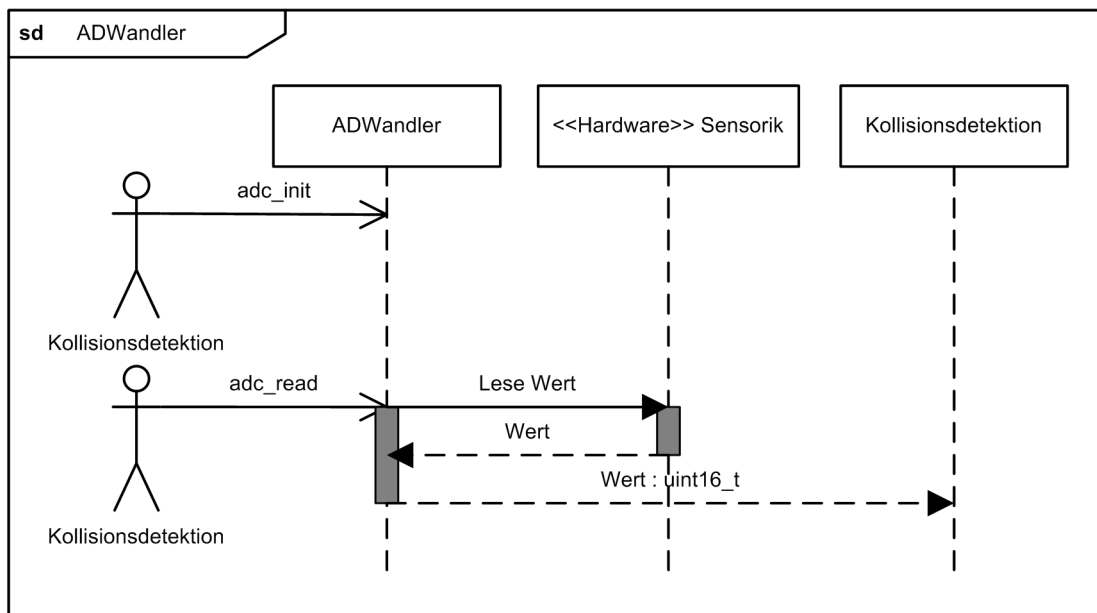 sd ADWandler
ADWandler
<<Hardware>> Sensorik
Kollisionsdetektion
adc_init
Kollisionsdetektion
adc_read
Lese Wert
Wert
Wert : uint16_t
Kollisionsdetektion